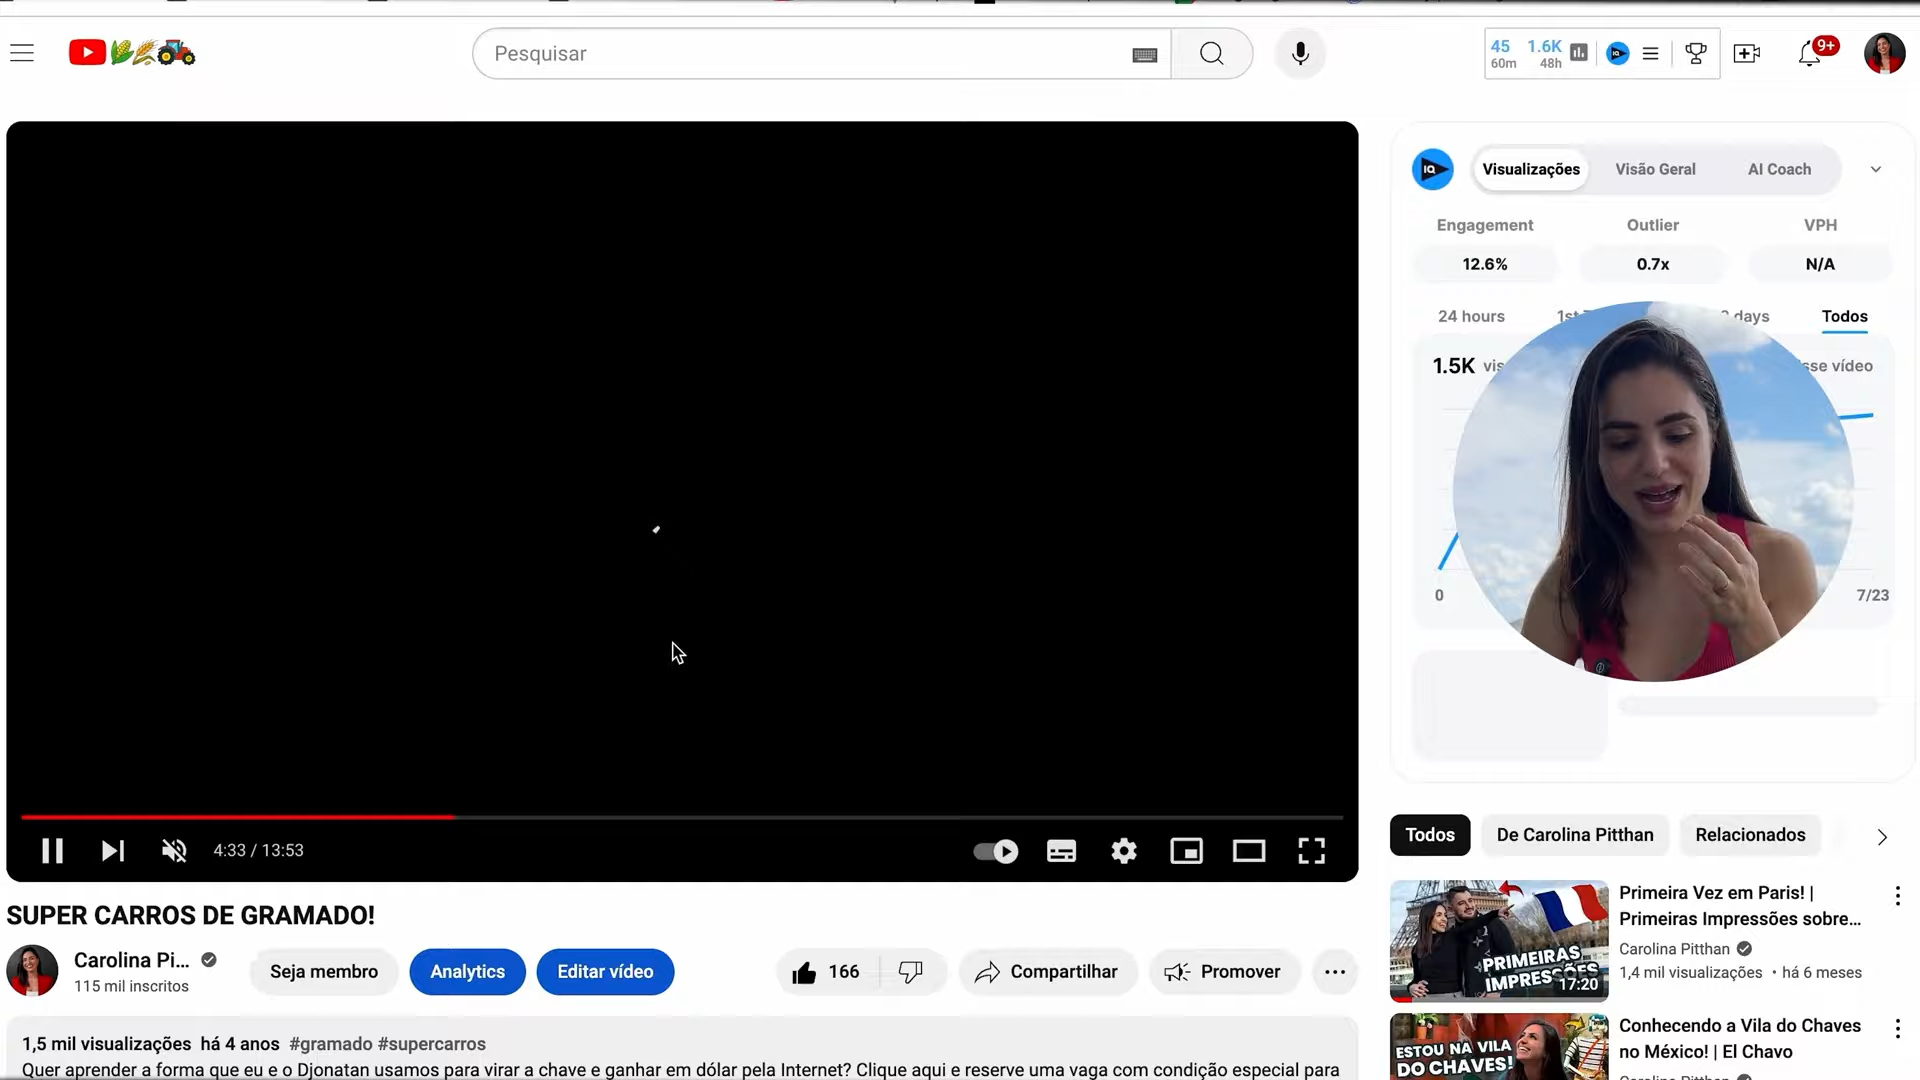 Pesquisar
45
60m
1.6K
48h
9+
IQ
Visualizações
Visão Geral
AI Coach
Engagement
Outlier
VPH
12.6%
0.7x
N/A
24 hours
days
Todos
1.5K
sse vídeo
0
7/23
4:33 / 13:53
SUPER CARROS DE GRAMADO!
Carolina Pi...
115 mil inscritos
Seja membro
Analytics
Editar vídeo
166
Compartilhar
Promover
1,5 mil visualizações há 4 anos #gramado #supercarros
Quer aprender a forma que eu e o Djonatan usamos para virar a chave e ganhar em dólar pela Internet? Clique aqui e reserve uma vaga com condição especial para
Todos
De Carolina Pitthan
Relacionados
PRIMEIRAS
IMPRESSÕES
17:20
Primeira Vez em Paris! |
Primeiras Impressões sobre...
Carolina Pitthan
1,4 mil visualizações • há 6 meses
ESTOU NA VILA
DO CHAVES!
Conhecendo a Vila do Chaves
no México! | El Chavo